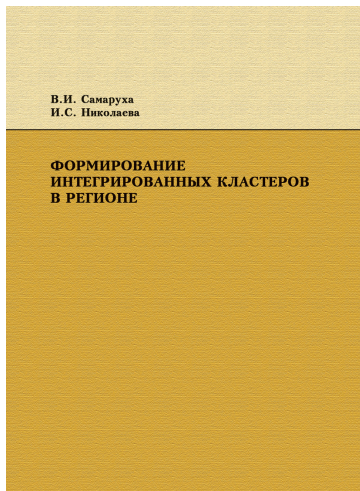 В.И. Самаруха
И.С. Николаева
ФОРМИРОВАНИЕ
ИНТЕГРИРОВАННЫХ КЛАСТЕРОВ
В РЕГИОНЕ